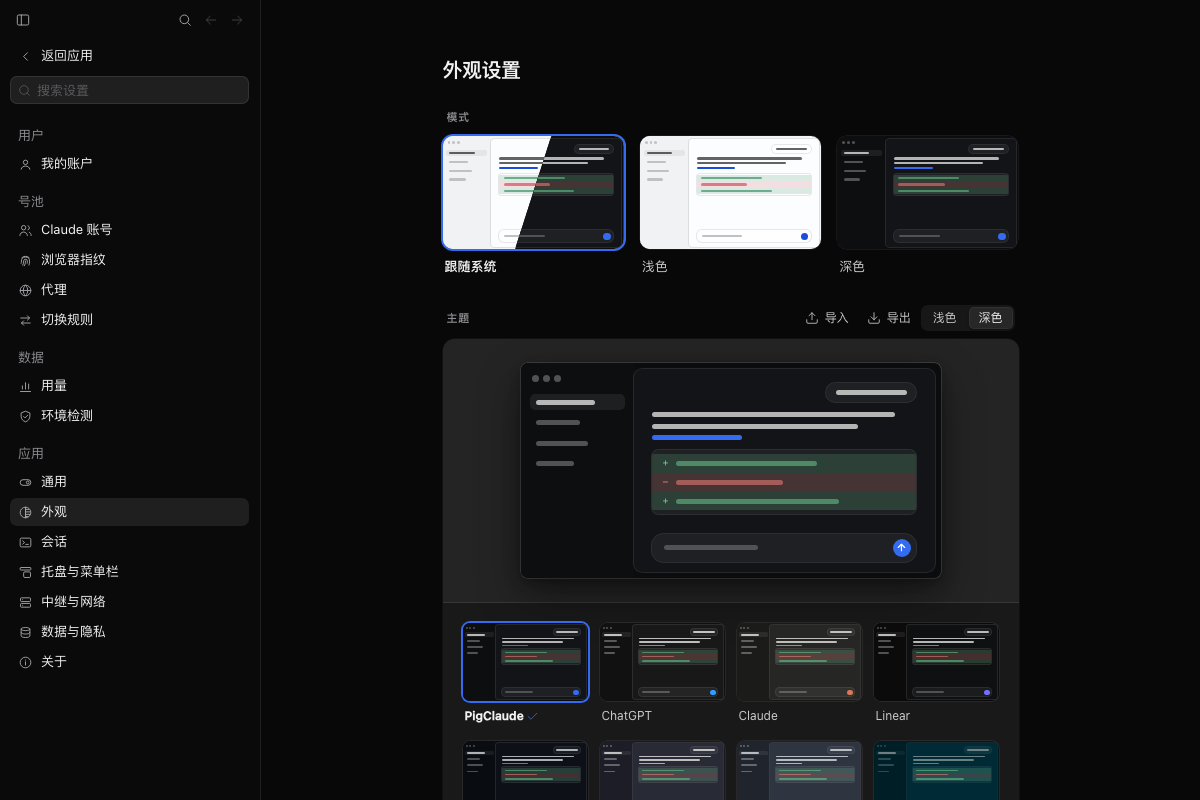 返回应用
搜索设置
用户
我的账户
号池
Claude 账号
浏览器指纹
代理
切换规则
数据
用量
环境检测
应用
通用
外观
会话
托盘与菜单栏
中继与网络
数据与隐私
关于
外观设置
模式
跟随系统
浅色
深色
主题
导入
导出
浅色
深色
PigClaude
ChatGPT
Claude
Linear